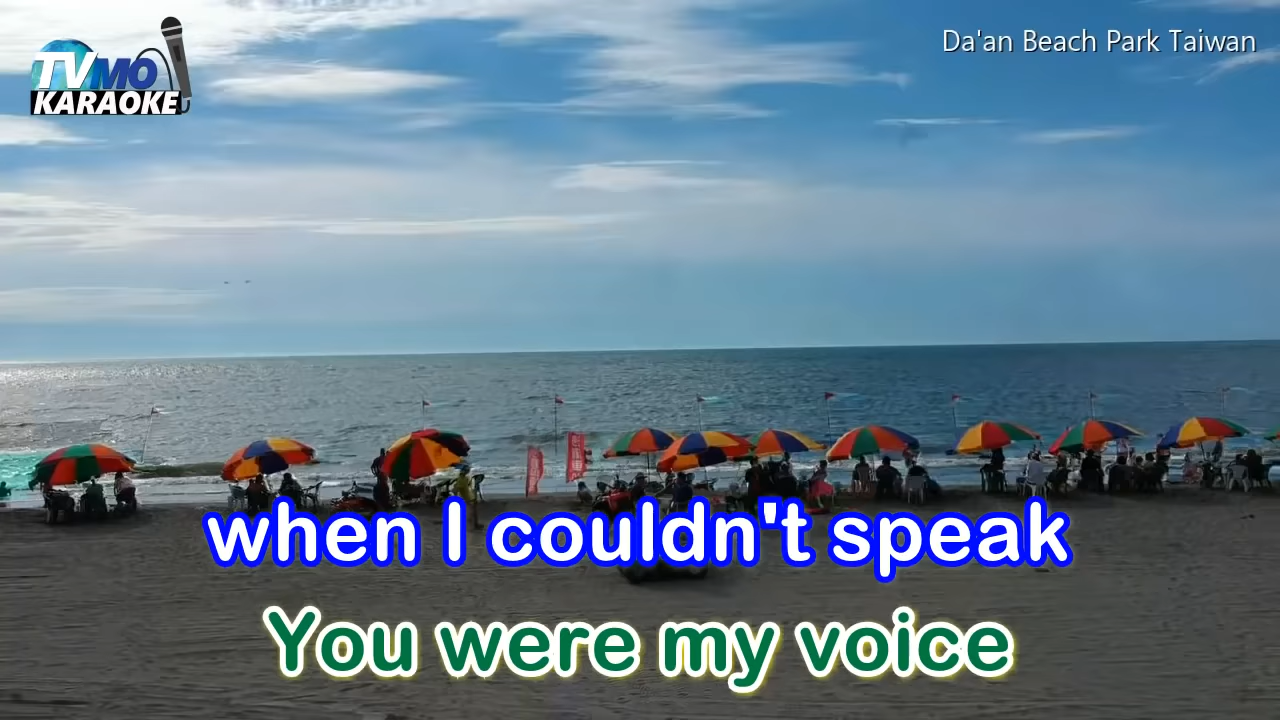 TVMO
KARAOKE
Da'an Beach Park Taiwan
when I couldn't speak
You were my voice